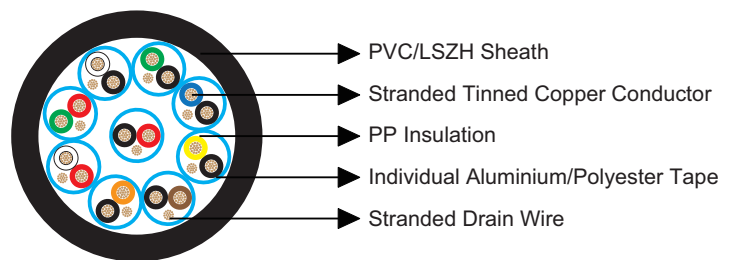 PVC/LSZH Sheath
Stranded Tinned Copper Conductor
PP Insulation
Individual Aluminium/Polyester Tape
Stranded Drain Wire